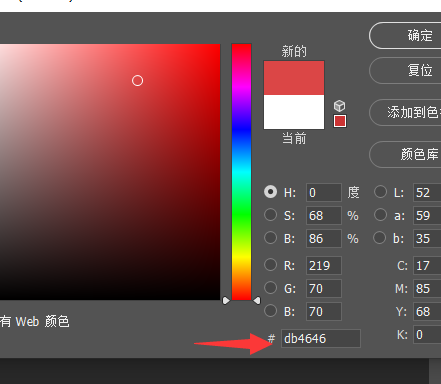 确定
新的
复位
添加到色
当前
颜色库
H: 0 度 L: 52
S: 68 % a: 59
B: 86 % b: 35
R: 219 C: 17
G: 70 M: 85
B: 70 Y: 68
有 Web 颜色
# db4646 K: 0